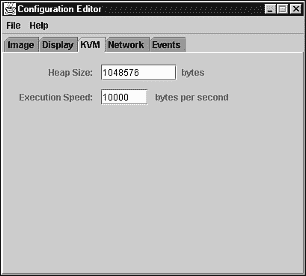 Configuration Editor
File Help
Image Display KVM Network Events
Heap Size: 1048576 bytes
Execution Speed: 10000 bytes per second